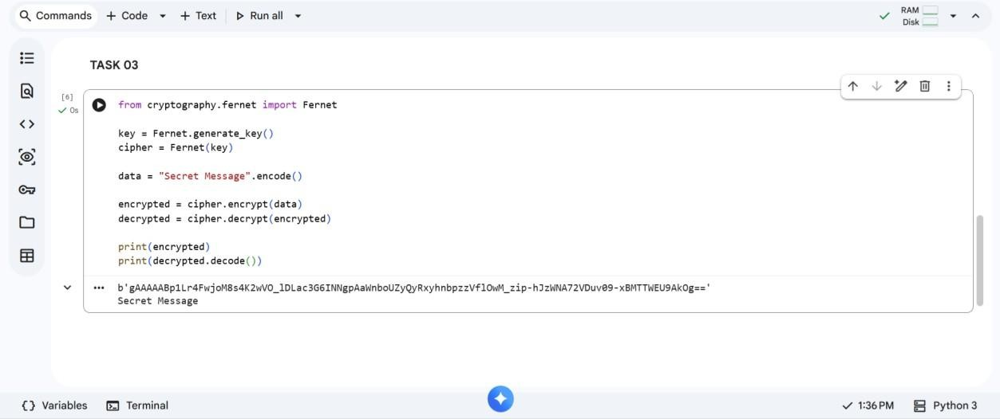 Commands + Code + Text Run all RAM
Disk
TASK 03
[6]
0s
from cryptography.fernet import Fernet
key = Fernet.generate_key()
cipher = Fernet(key)
data = "Secret Message".encode()
encrypted = cipher.encrypt(data)
decrypted = cipher.decrypt(encrypted)
print(encrypted)
print(decrypted.decode())
b'gAAAAABp1Lr4FwjoM8s4K2wVO_lDLac3G6INNgpAaWnboUZyQyRxyhnbpzzVflOwM_zip-hJzWNA72VDuv09-xBMTTWEU9AkOg=='
Secret Message
{} Variables Terminal 1:36 PM Python 3